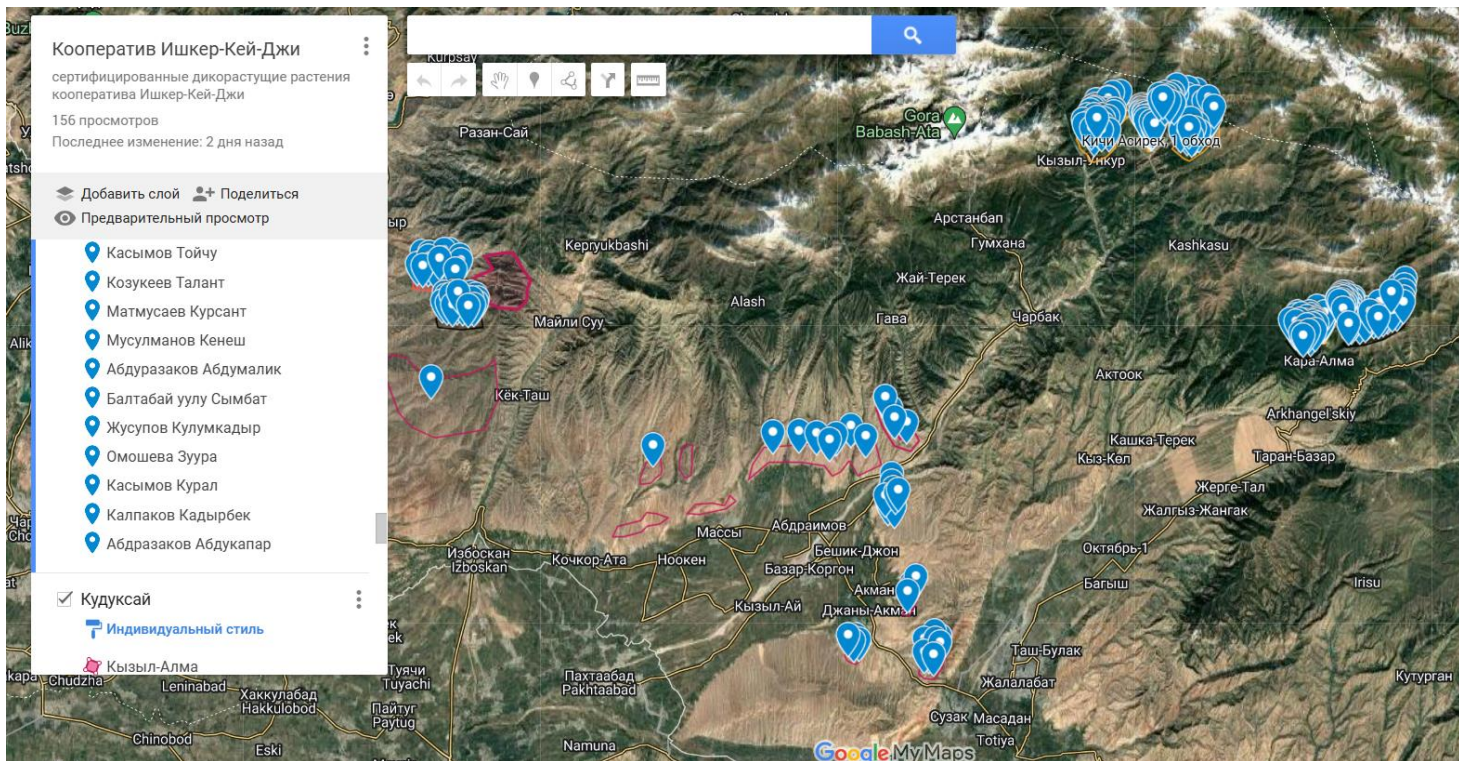 Кооператив Ишкер-Кей-Джи
сертифицированные дикорастущие растения
кооператива Ишкер-Кей-Джи
156 просмотров
Последнее изменение: 2 дня назад
Добавить слой Поделиться
Предварительный просмотр
Касымов Тойчу
Козукеев Талант
Матмусаев Курсант
Мусулманов Кенеш
Абдуразаков Абдумалик
Балтабай уулу Сымбат
Жусупов Кулумкадыр
Омошева Зуура
Касымов Курал
Калпаков Кадырбек
Абдразаков Абдукапар
Кудуксай
Индивидуальный стиль
Кызыл-Алма
Kurpsay
Разан-Сай
Gora
Babash-Ata
Кичи Асирек, 1 обход
Кызыл-Ункур
Арстанбап
Гумхана
Kashkasu
Kepryukbashi
Жай-Терек
Alash
Гава
Чарбак
Майли Суу
Кара-Алма
Актоок
Кёк-Таш
Arkhangel'skiy
Кашка-Терек
Кыз-Көл
Таран-Базар
Жерге-Тал
Жалгыз-Жангак
Массы
Абдраимов
Октябрь-1
Избоскан
Izboskan
Кочкор-Ата
Ноокен
Бешик-Джон
Базар-Коргон
Багыш
Irisu
Акман
Кызыл-Ай
Джаны-Акман
Таш-Булак
Туячи
Tuyachi
Пахтаабад
Pakhtaabad
Жалалабат
Кутурган
Chudzha
Leninabad
Хаккулабад
Hakkulobod
Пайтуг
Paytug
Сузак
Масадан
Totiya
Chinobod
Eski
Namuna
Google My Maps